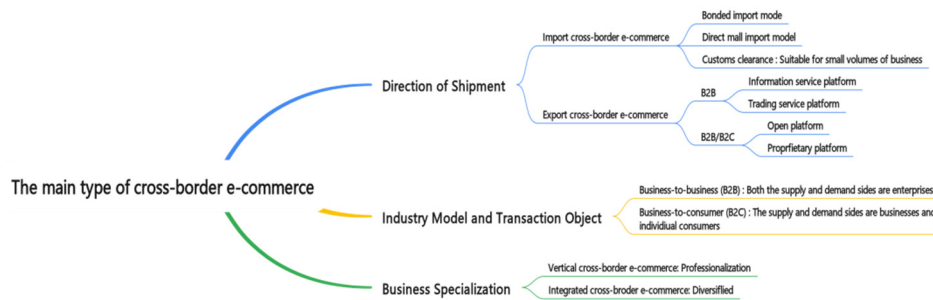 Bonded import mode
Import cross-border e-commerce
Direct mall import model
Customs clearance : Suitable for small volumes of business
Direction of Shipment
Information service platform
B2B
Trading service platform
Export cross-border e-commerce
Open platform
B2B/B2C
Proprfietary platform
The main type of cross-border e-commerce
Business-to-business (B2B) : Both the supply and demand sides are enterprises
Industry Model and Transaction Object
Business-to-consumer (B2C) : The supply and demand sides are businesses and
individiual consumers
Vertical cross-border e-commerce: Professionalization
Business Specialization
Integrated cross-broder e-commerce: Diversiflied